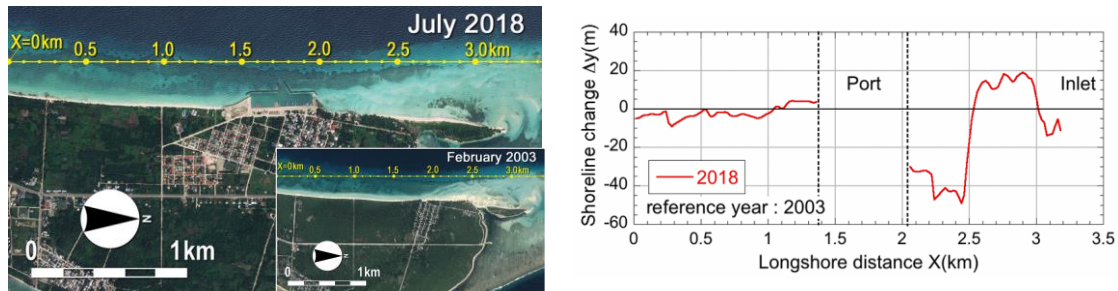 July 2018
X=0km 0.5 1.0 1.5 2.0 2.5 3.0km
N
0 1km
February 2003
X=0km 0.5 1.0 1.5 2.0 2.5 3.0km
N
0 1km
Shoreline change Δy(m)
40
20
0
-20
-40
-60
Port
Inlet
2018
reference year : 2003
0 0.5 1 1.5 2 2.5 3 3.5
Longshore distance X(km)